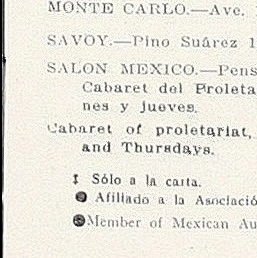 MONTE CARLO.—Ave.
SAVOY.—Pino Suárez 1
SALON MEXICO.—Pens
Cabaret del Proleta
nes y jueves.
Cabaret of proletariat,
and Thursdays.
‡ Sólo a la carta.
Afiliado a la Asociació
Member of Mexican Au